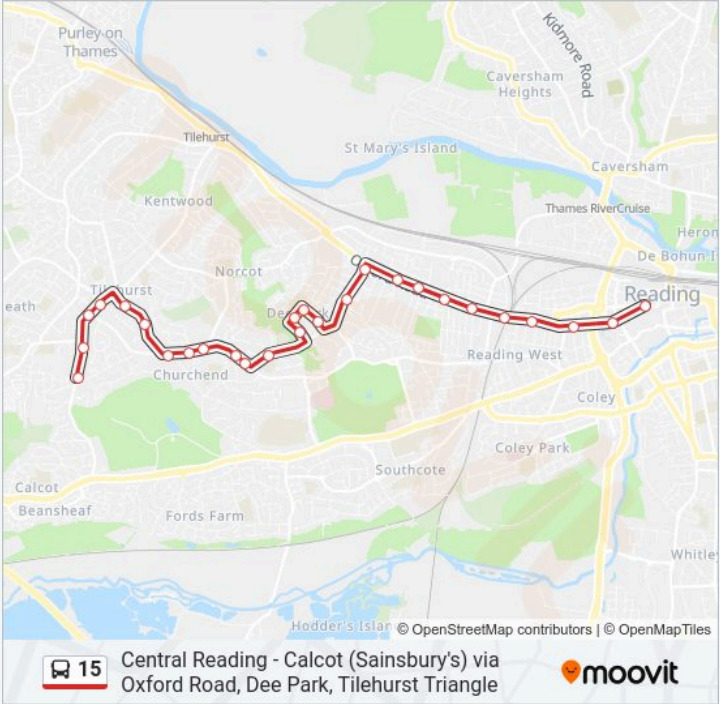 Purley on
Thames
Kidmore Road
Caversham
Heights
Tilehurst
St Mary's Island
Caversham
Kentwood
Thames RiverCruise
Heron
De Bohun I
Norcot
Reading
eath
Reading West
Churchend
Coley
Coley Park
Southcote
Calcot
Beansheaf
Fords Farm
Whitle
Hodder's Islan
© OpenStreetMap contributors | © OpenMapTiles
15
Central Reading - Calcot (Sainsbury's) via
Oxford Road, Dee Park, Tilehurst Triangle
moovit